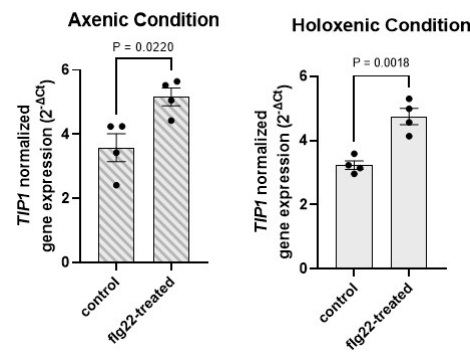 Axenic Condition
P = 0.0220
6
4
2
0
TIP1 normalized
gene expression (2^-ΔCt)
control
flg22-treated
Holoxenic Condition
P = 0.0018
6
4
2
0
TIP1 normalized
gene expression (2^-ΔCt)
control
flg22-treated